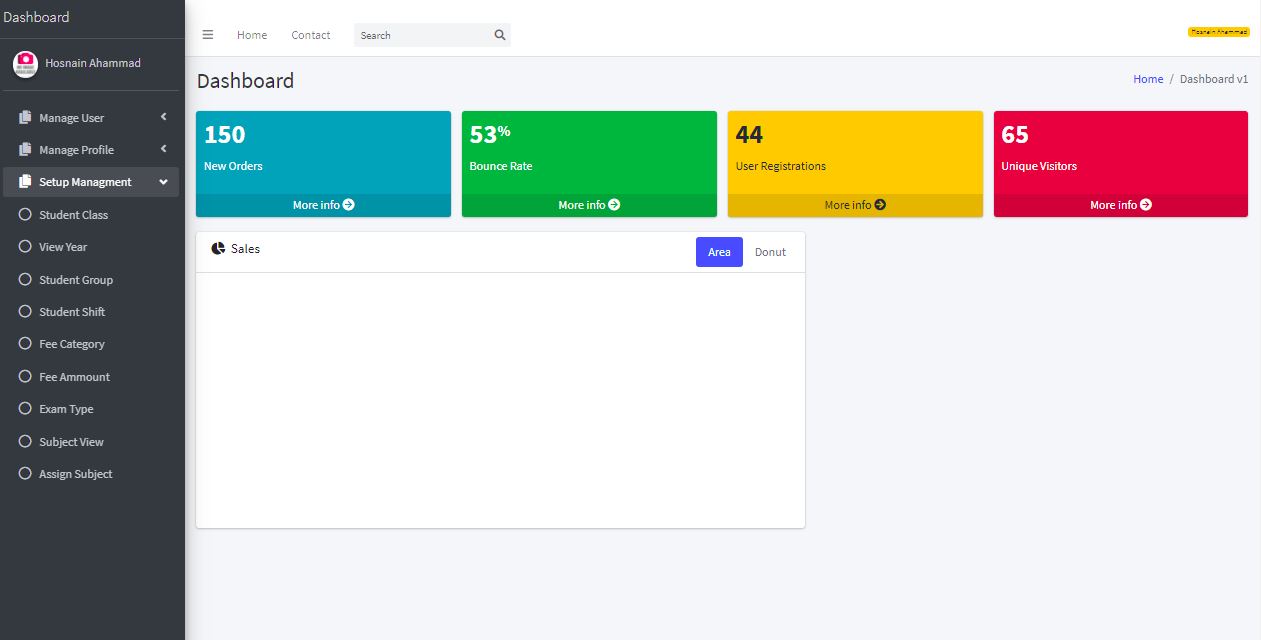 Dashboard
Hosnain Ahammad
Manage User
Manage Profile
Setup Managment
Student Class
View Year
Student Group
Student Shift
Fee Category
Fee Ammount
Exam Type
Subject View
Assign Subject
Home Contact Search
Hosnain Ahammad
Dashboard
Home / Dashboard v1
150
New Orders
More info
53%
Bounce Rate
More info
44
User Registrations
More info
65
Unique Visitors
More info
Sales
Area Donut